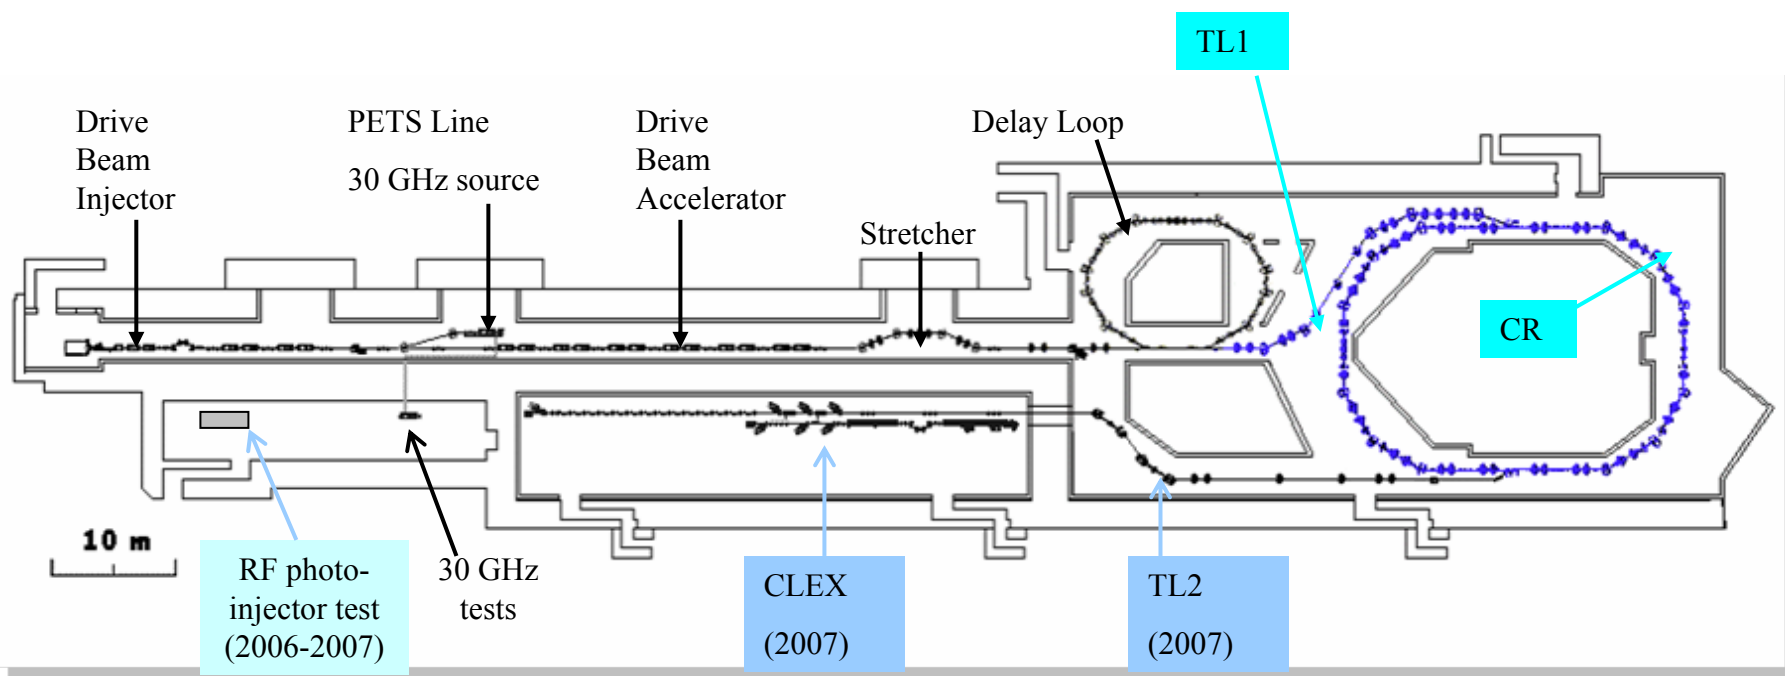 TL1
Drive
Beam
Injector
PETS Line
30 GHz source
Drive
Beam
Accelerator
Delay Loop
Stretcher
CR
10 m
RF photo-
injector test
(2006-2007)
30 GHz
tests
CLEX
(2007)
TL2
(2007)